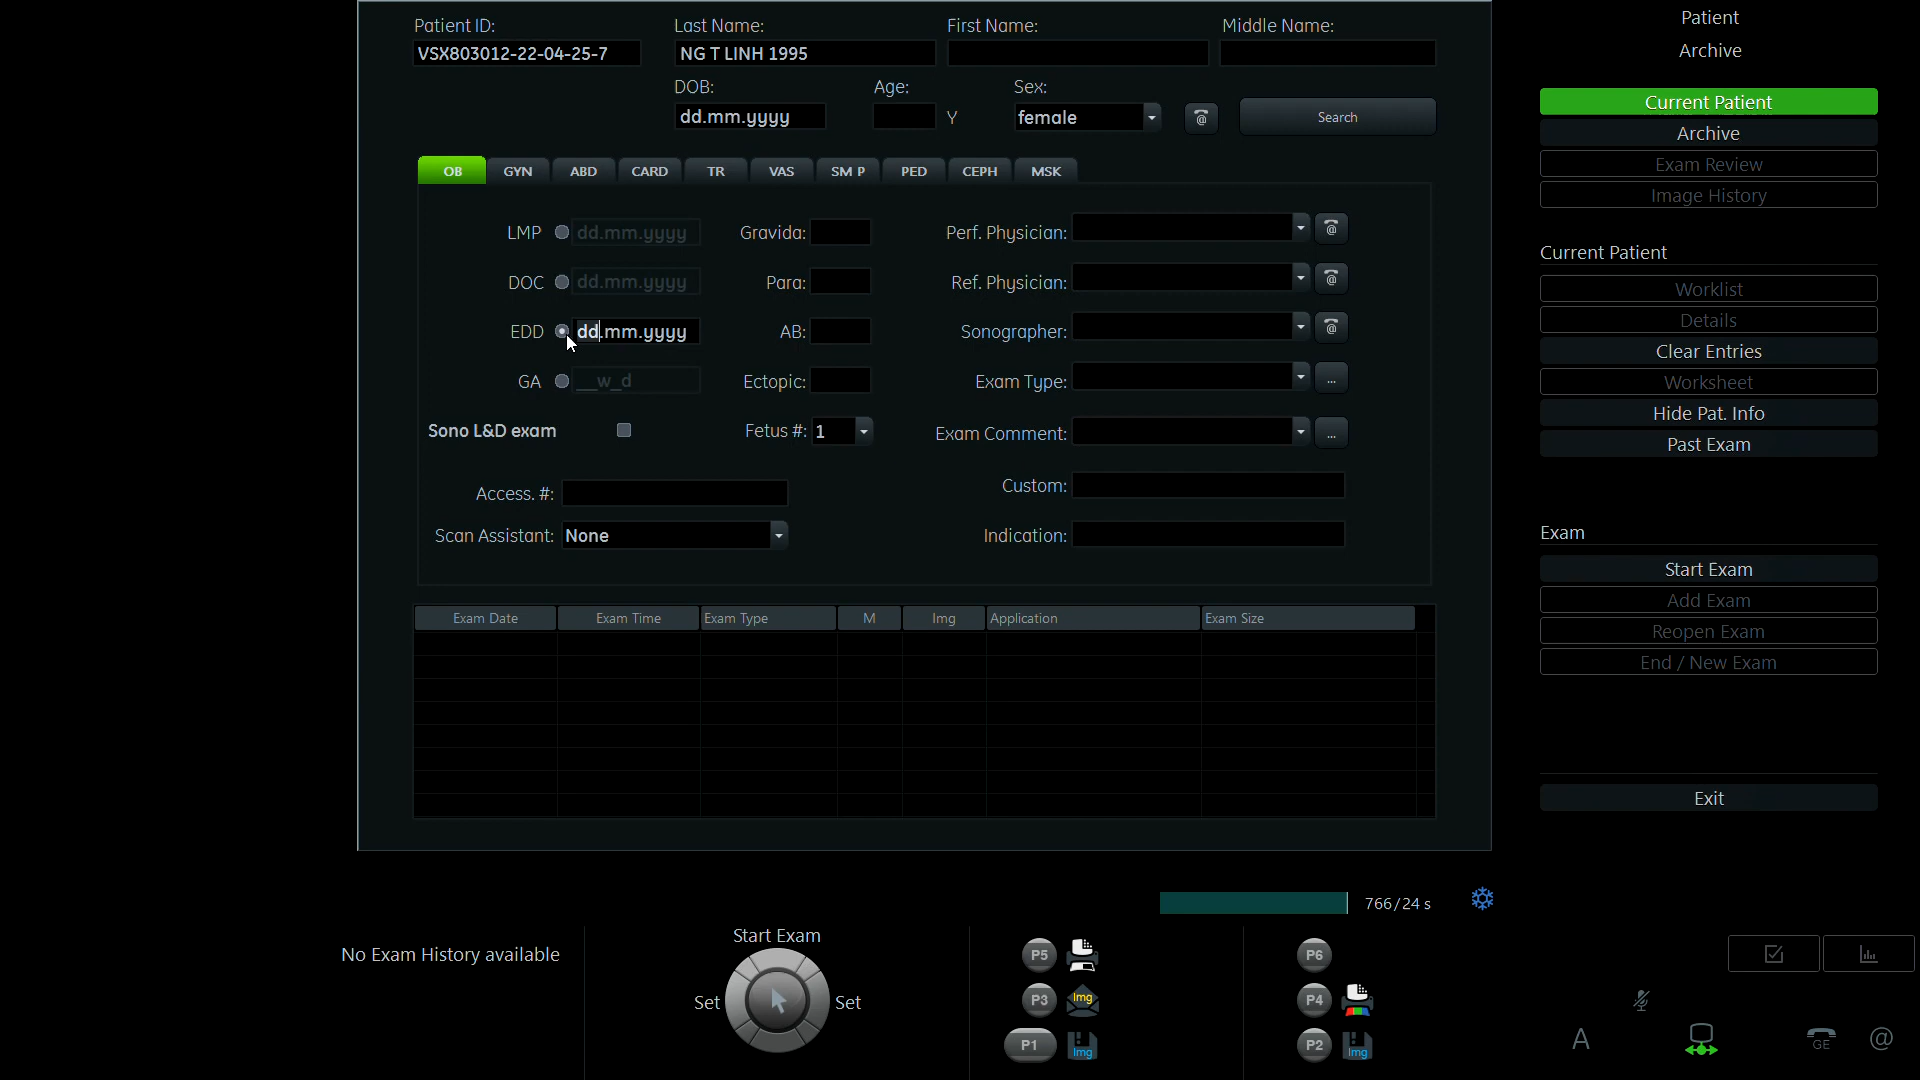 Patient ID: Last Name: First Name: Middle Name:
VSX803012-22-04-25-7 NG T LINH 1995
DOB: Age: Sex:
dd.mm.yyyy Y female @ Search
OB GYN ABD CARD TR VAS SM P PED CEPH MSK
LMP dd.mm.yyyy Gravida: Perf. Physician: @
DOC dd.mm.yyyy Para: Ref. Physician: @
EDD dd.mm.yyyy AB: Sonographer: @
GA __w_d Ectopic: Exam Type: ...
Sono L&D exam Fetus #: 1 Exam Comment: ...
Access. #: Custom:
Scan Assistant: None Indication:
Exam Date Exam Time Exam Type M Img Application Exam Size
Patient
Archive
Current Patient
Archive
Exam Review
Image History
Current Patient
Worklist
Details
Clear Entries
Worksheet
Hide Pat. Info
Past Exam
Exam
Start Exam
Add Exam
Reopen Exam
End / New Exam
Exit
766/24 s
No Exam History available
Start Exam
Set Set
P5
P3 Img
P1 Img
P6
P4
P2 Img
A GE @